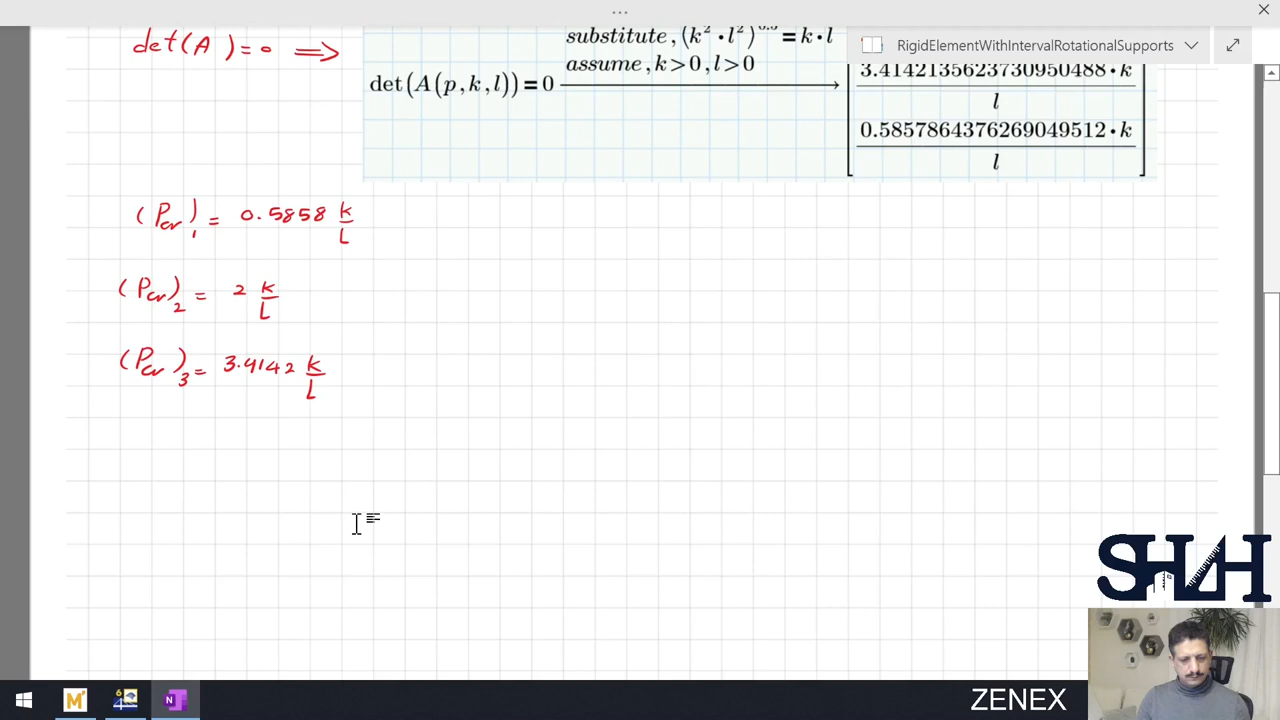 RigidElementWithIntervalRotationalSupports
det(A) = 0 ⟹
substitute , (k² · l²)^0.5 = k · l
assume , k > 0 , l > 0
det(A(p , k , l)) = 0
3.4142135623730950488 · k
l
0.5857864376269049512 · k
l
(Pcr)₁ = 0.5858 K/L
(Pcr)₂ = 2 K/L
(Pcr)₃ = 3.4142 K/L
SHZH
ZENEX